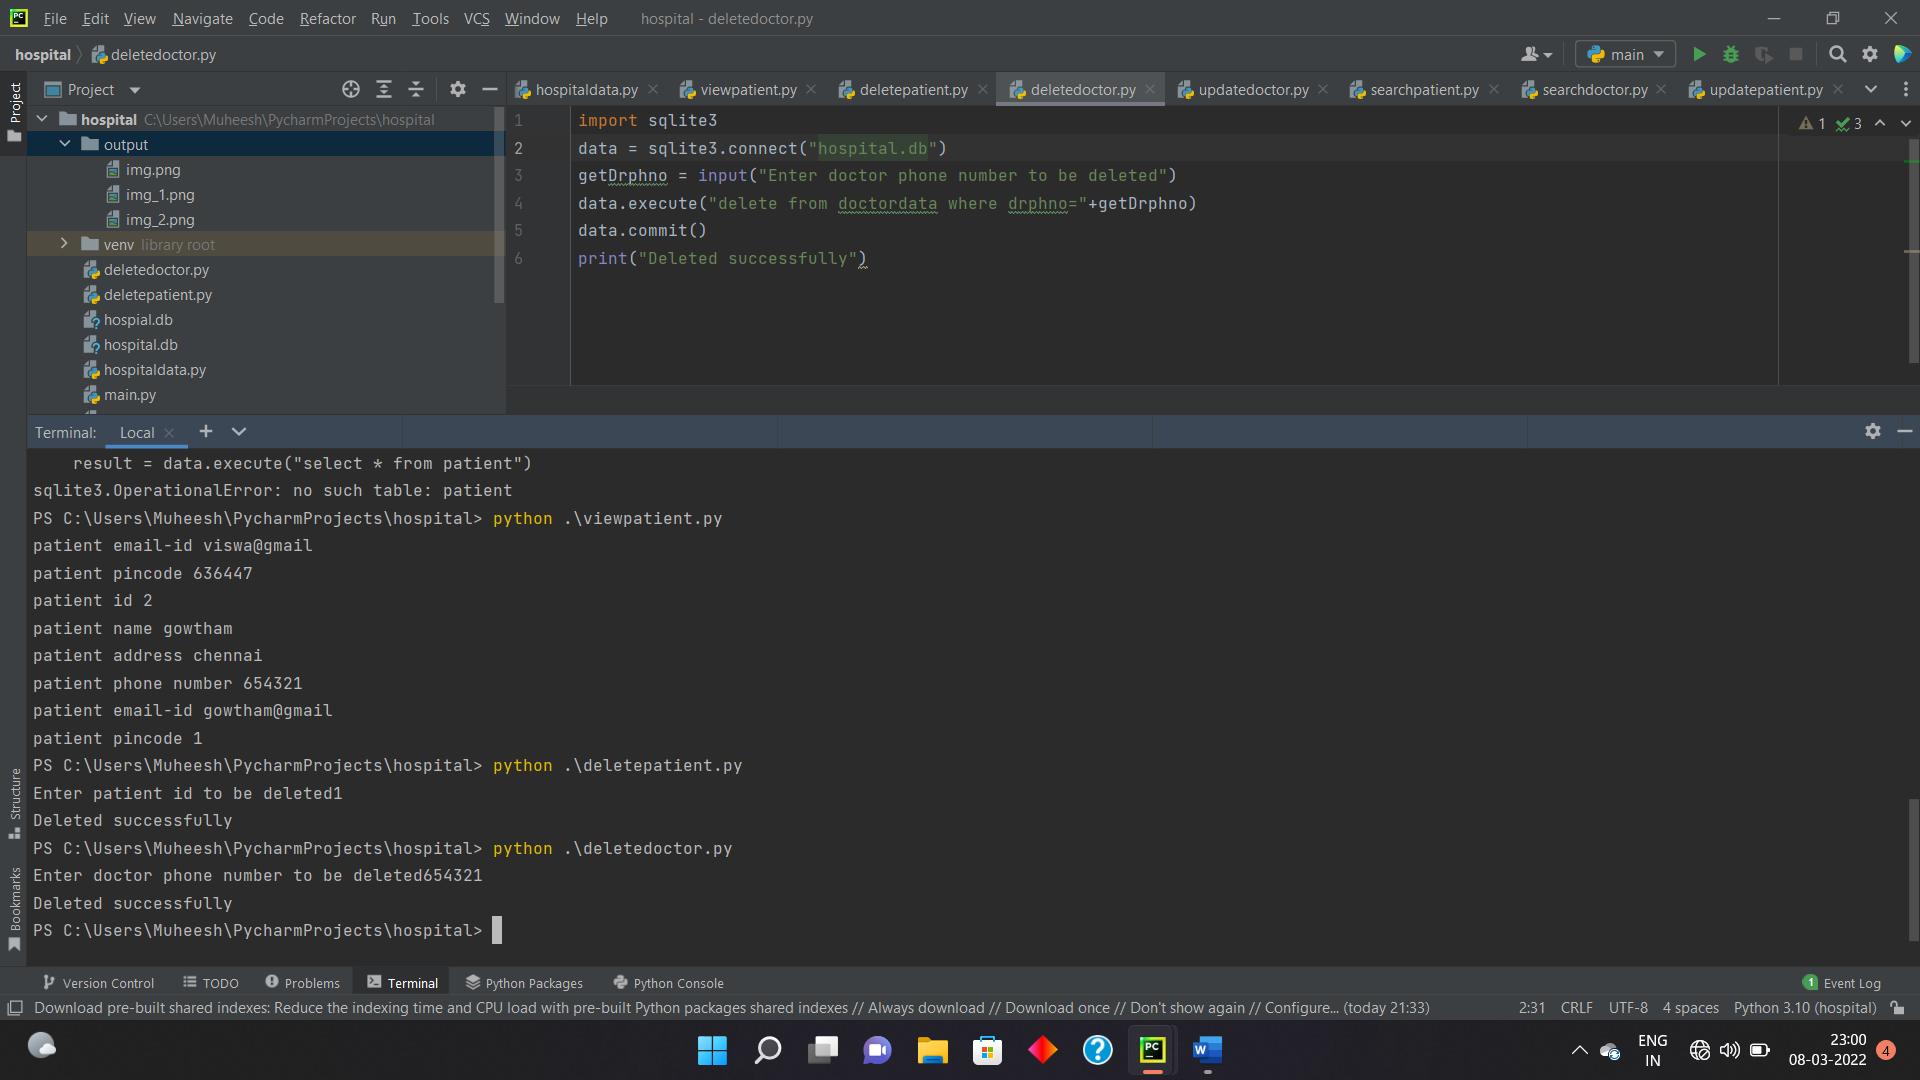 File Edit View Navigate Code Refactor Run Tools VCS Window Help hospital - deletedoctor.py
hospital deletedoctor.py main
Project
hospitaldata.py viewpatient.py deletepatient.py deletedoctor.py updatedoctor.py searchpatient.py searchdoctor.py updatepatient.py
Project
hospital C:\Users\Muheesh\PycharmProjects\hospital
output
img.png
img_1.png
img_2.png
venv library root
deletedoctor.py
deletepatient.py
hospial.db
hospital.db
hospitaldata.py
main.py
1 import sqlite3
2 data = sqlite3.connect("hospital.db")
3 getDrphno = input("Enter doctor phone number to be deleted")
4 data.execute("delete from doctordata where drphno="+getDrphno)
5 data.commit()
6 print("Deleted successfully")
1 3
Terminal: Local
result = data.execute("select * from patient")
sqlite3.OperationalError: no such table: patient
PS C:\Users\Muheesh\PycharmProjects\hospital> python .\viewpatient.py
patient email-id viswa@gmail
patient pincode 636447
patient id 2
patient name gowtham
patient address chennai
patient phone number 654321
patient email-id gowtham@gmail
patient pincode 1
PS C:\Users\Muheesh\PycharmProjects\hospital> python .\deletepatient.py
Enter patient id to be deleted1
Deleted successfully
PS C:\Users\Muheesh\PycharmProjects\hospital> python .\deletedoctor.py
Enter doctor phone number to be deleted654321
Deleted successfully
PS C:\Users\Muheesh\PycharmProjects\hospital>
Structure
Bookmarks
Version Control TODO Problems Terminal Python Packages Python Console 1 Event Log
Download pre-built shared indexes: Reduce the indexing time and CPU load with pre-built Python packages shared indexes // Always download // Download once // Don't show again // Configure... (today 21:33) 2:31 CRLF UTF-8 4 spaces Python 3.10 (hospital)
PC
W
ENG
IN
23:00
08-03-2022
4